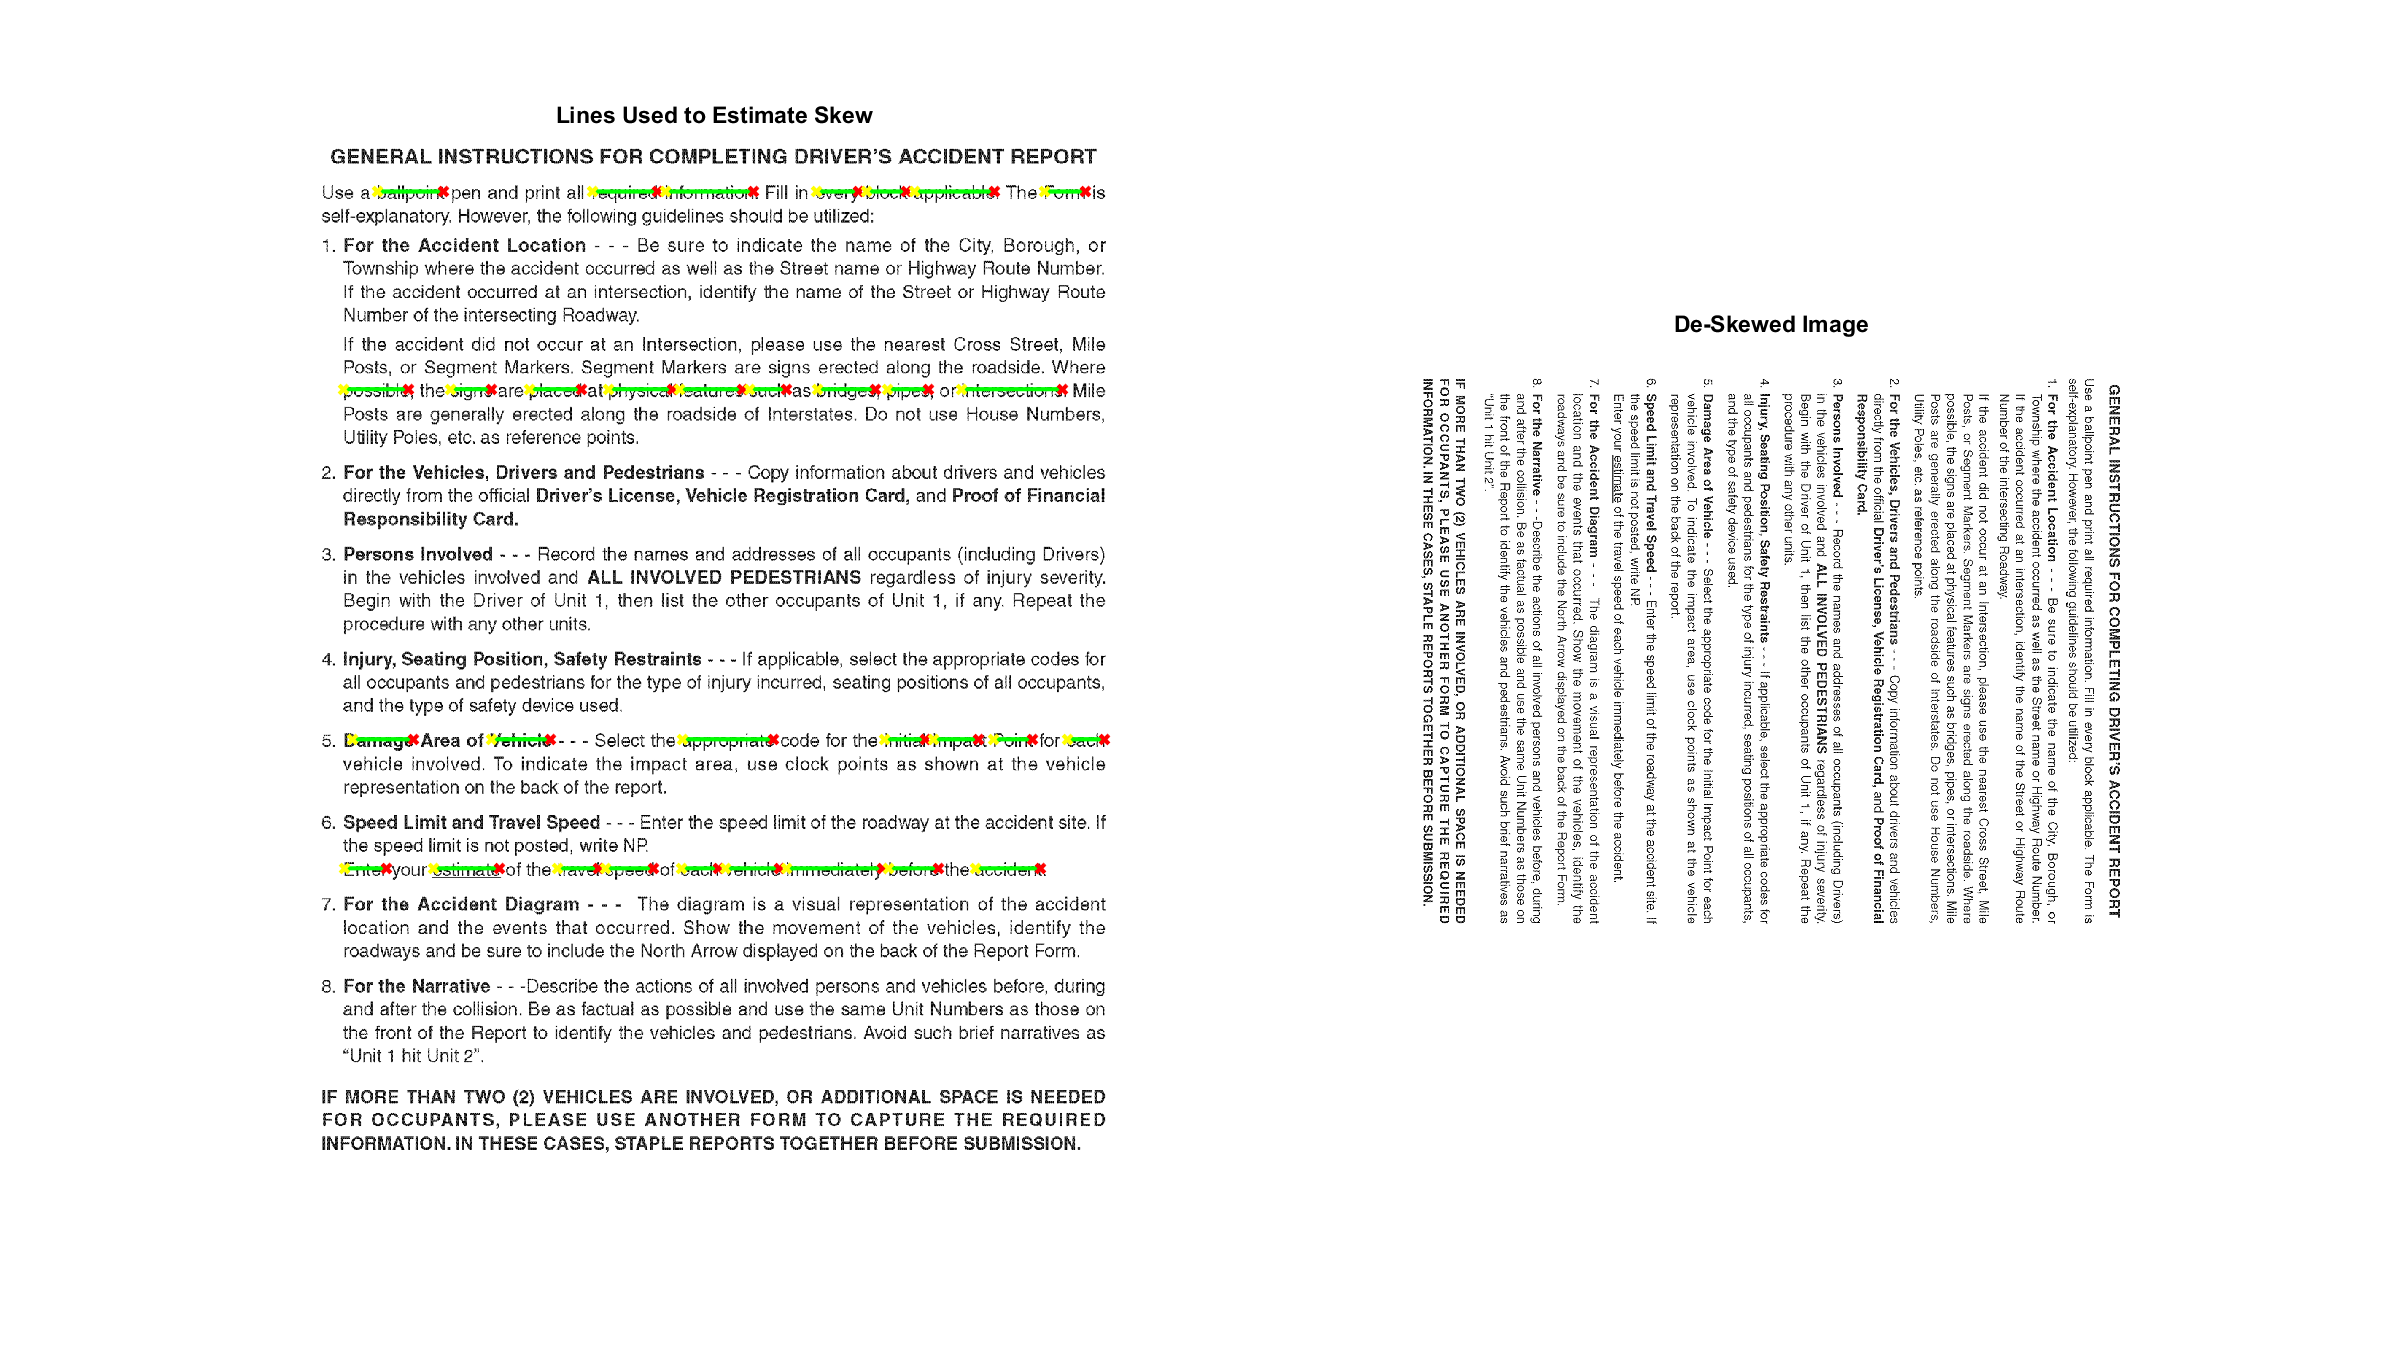 Lines Used to Estimate Skew
GENERAL INSTRUCTIONS FOR COMPLETING DRIVER'S ACCIDENT REPORT
Use a ballpoint pen and print all required information. Fill in every block applicable. The Form is
self-explanatory. However, the following guidelines should be utilized:
1. For the Accident Location - - - Be sure to indicate the name of the City, Borough, or
Township where the accident occurred as well as the Street name or Highway Route Number.
If the accident occurred at an intersection, identify the name of the Street or Highway Route
Number of the intersecting Roadway.
If the accident did not occur at an Intersection, please use the nearest Cross Street, Mile
Posts, or Segment Markers. Segment Markers are signs erected along the roadside. Where
possible, the signs are placed at physical features such as bridges, pipes, or intersections. Mile
Posts are generally erected along the roadside of Interstates. Do not use House Numbers,
Utility Poles, etc. as reference points.
2. For the Vehicles, Drivers and Pedestrians - - - Copy information about drivers and vehicles
directly from the official Driver's License, Vehicle Registration Card, and Proof of Financial
Responsibility Card.
3. Persons Involved - - - Record the names and addresses of all occupants (including Drivers)
in the vehicles involved and ALL INVOLVED PEDESTRIANS regardless of injury severity.
Begin with the Driver of Unit 1, then list the other occupants of Unit 1, if any. Repeat the
procedure with any other units.
4. Injury, Seating Position, Safety Restraints - - - If applicable, select the appropriate codes for
all occupants and pedestrians for the type of injury incurred, seating positions of all occupants,
and the type of safety device used.
5. Damage Area of Vehicle - - - Select the appropriate code for the Initial Impact Point for each
vehicle involved. To indicate the impact area, use clock points as shown at the vehicle
representation on the back of the report.
6. Speed Limit and Travel Speed - - - Enter the speed limit of the roadway at the accident site. If
the speed limit is not posted, write NP.
Enter your estimate of the travel speed of each vehicle immediately before the accident.
7. For the Accident Diagram - - - The diagram is a visual representation of the accident
location and the events that occurred. Show the movement of the vehicles, identify the
roadways and be sure to include the North Arrow displayed on the back of the Report Form.
8. For the Narrative - - -Describe the actions of all involved persons and vehicles before, during
and after the collision. Be as factual as possible and use the same Unit Numbers as those on
the front of the Report to identify the vehicles and pedestrians. Avoid such brief narratives as
“Unit 1 hit Unit 2”.
IF MORE THAN TWO (2) VEHICLES ARE INVOLVED, OR ADDITIONAL SPACE IS NEEDED
FOR OCCUPANTS, PLEASE USE ANOTHER FORM TO CAPTURE THE REQUIRED
INFORMATION. IN THESE CASES, STAPLE REPORTS TOGETHER BEFORE SUBMISSION.
De-Skewed Image
GENERAL INSTRUCTIONS FOR COMPLETING DRIVER'S ACCIDENT REPORT
Use a ballpoint pen and print all required information. Fill in every block applicable. The Form is
self-explanatory. However, the following guidelines should be utilized:
1. For the Accident Location - - - Be sure to indicate the name of the City, Borough, or
Township where the accident occurred as well as the Street name or Highway Route Number.
If the accident occurred at an intersection, identify the name of the Street or Highway Route
Number of the intersecting Roadway.
If the accident did not occur at an Intersection, please use the nearest Cross Street, Mile
Posts, or Segment Markers. Segment Markers are signs erected along the roadside. Where
possible, the signs are placed at physical features such as bridges, pipes, or intersections. Mile
Posts are generally erected along the roadside of Interstates. Do not use House Numbers,
Utility Poles, etc. as reference points.
2. For the Vehicles, Drivers and Pedestrians - - - Copy information about drivers and vehicles
directly from the official Driver's License, Vehicle Registration Card, and Proof of Financial
Responsibility Card.
3. Persons Involved - - - Record the names and addresses of all occupants (including Drivers)
in the vehicles involved and ALL INVOLVED PEDESTRIANS regardless of injury severity.
Begin with the Driver of Unit 1, then list the other occupants of Unit 1, if any. Repeat the
procedure with any other units.
4. Injury, Seating Position, Safety Restraints - - - If applicable, select the appropriate codes for
all occupants and pedestrians for the type of injury incurred, seating positions of all occupants,
and the type of safety device used.
5. Damage Area of Vehicle - - - Select the appropriate code for the Initial Impact Point for each
vehicle involved. To indicate the impact area, use clock points as shown at the vehicle
representation on the back of the report.
6. Speed Limit and Travel Speed - - - Enter the speed limit of the roadway at the accident site. If
the speed limit is not posted, write NP.
Enter your estimate of the travel speed of each vehicle immediately before the accident.
7. For the Accident Diagram - - - The diagram is a visual representation of the accident
location and the events that occurred. Show the movement of the vehicles, identify the
roadways and be sure to include the North Arrow displayed on the back of the Report Form.
8. For the Narrative - - -Describe the actions of all involved persons and vehicles before, during
and after the collision. Be as factual as possible and use the same Unit Numbers as those on
the front of the Report to identify the vehicles and pedestrians. Avoid such brief narratives as
“Unit 1 hit Unit 2”.
IF MORE THAN TWO (2) VEHICLES ARE INVOLVED, OR ADDITIONAL SPACE IS NEEDED
FOR OCCUPANTS, PLEASE USE ANOTHER FORM TO CAPTURE THE REQUIRED
INFORMATION. IN THESE CASES, STAPLE REPORTS TOGETHER BEFORE SUBMISSION.